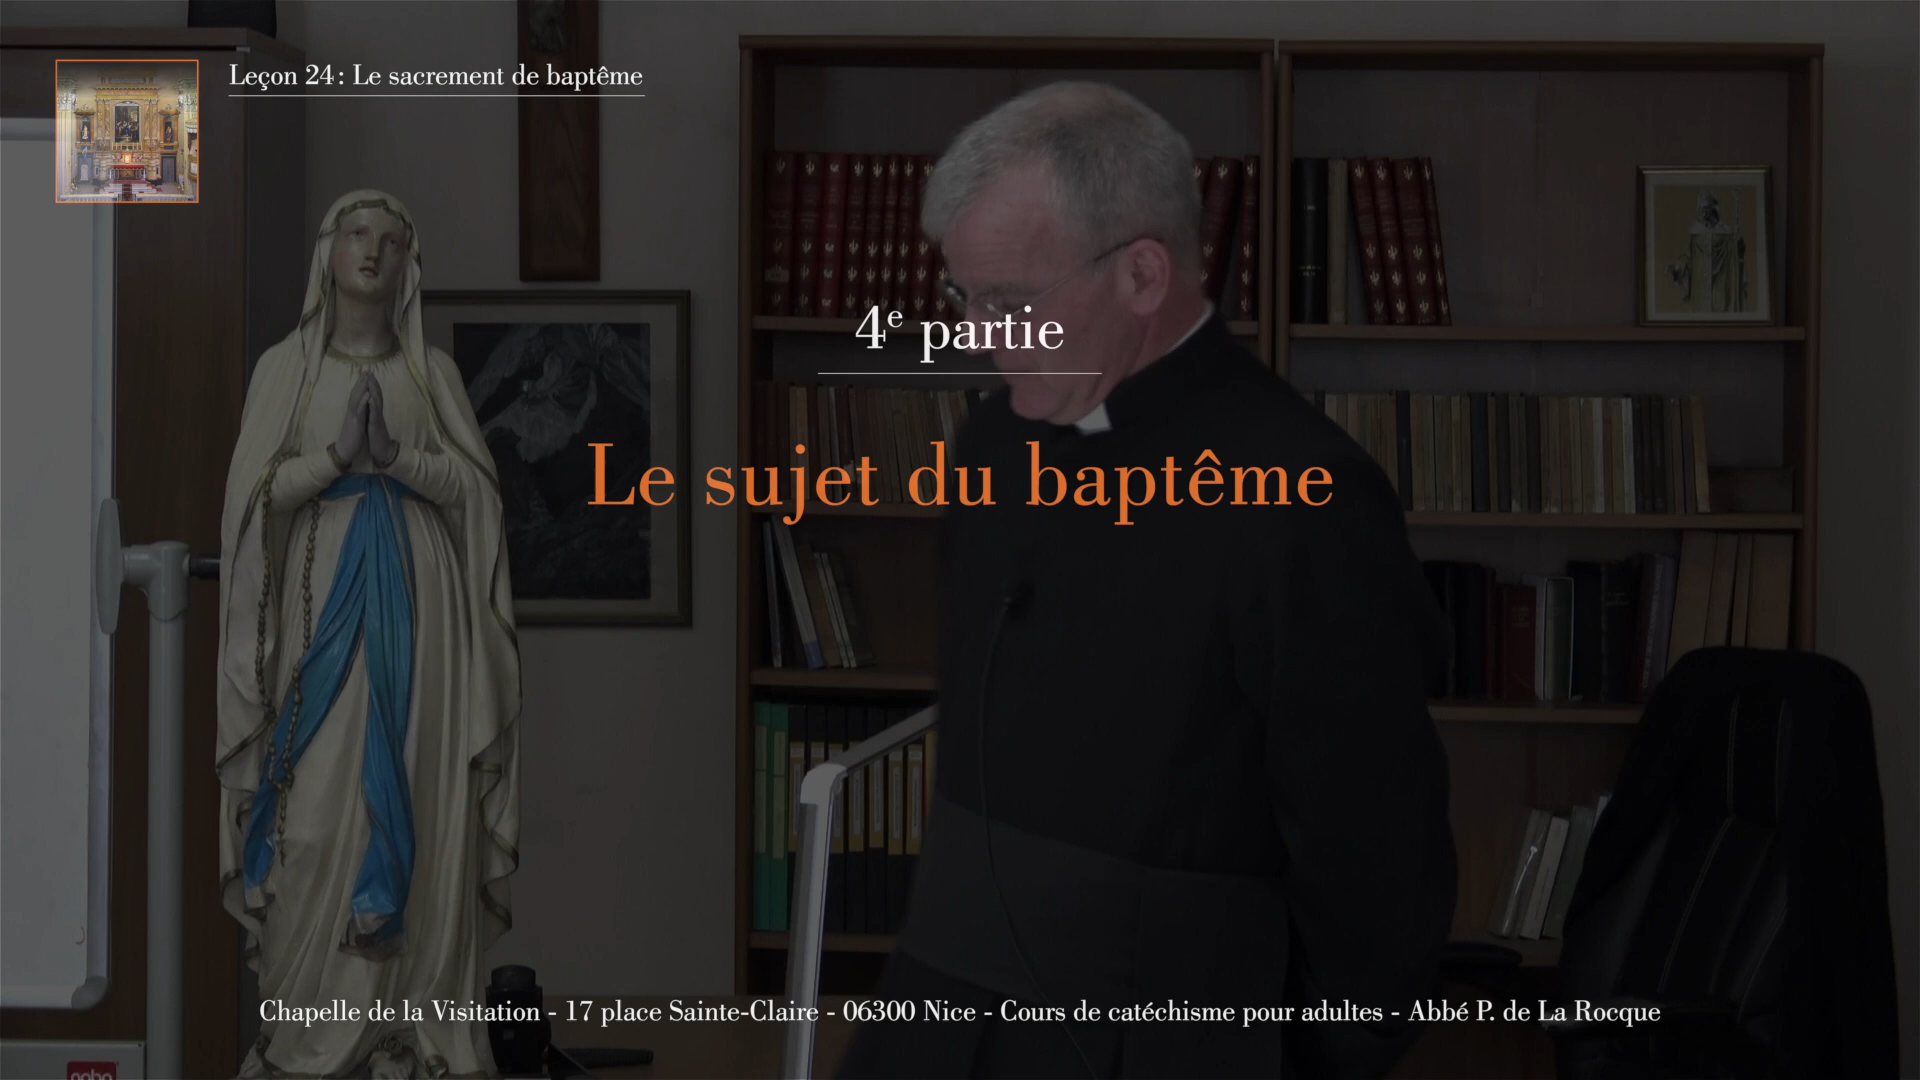 Leçon 24 : Le sacrement de baptême
4e partie
Le sujet du baptême
Chapelle de la Visitation - 17 place Sainte-Claire - 06300 Nice - Cours de catéchisme pour adultes - Abbé P. de La Rocque
nobo